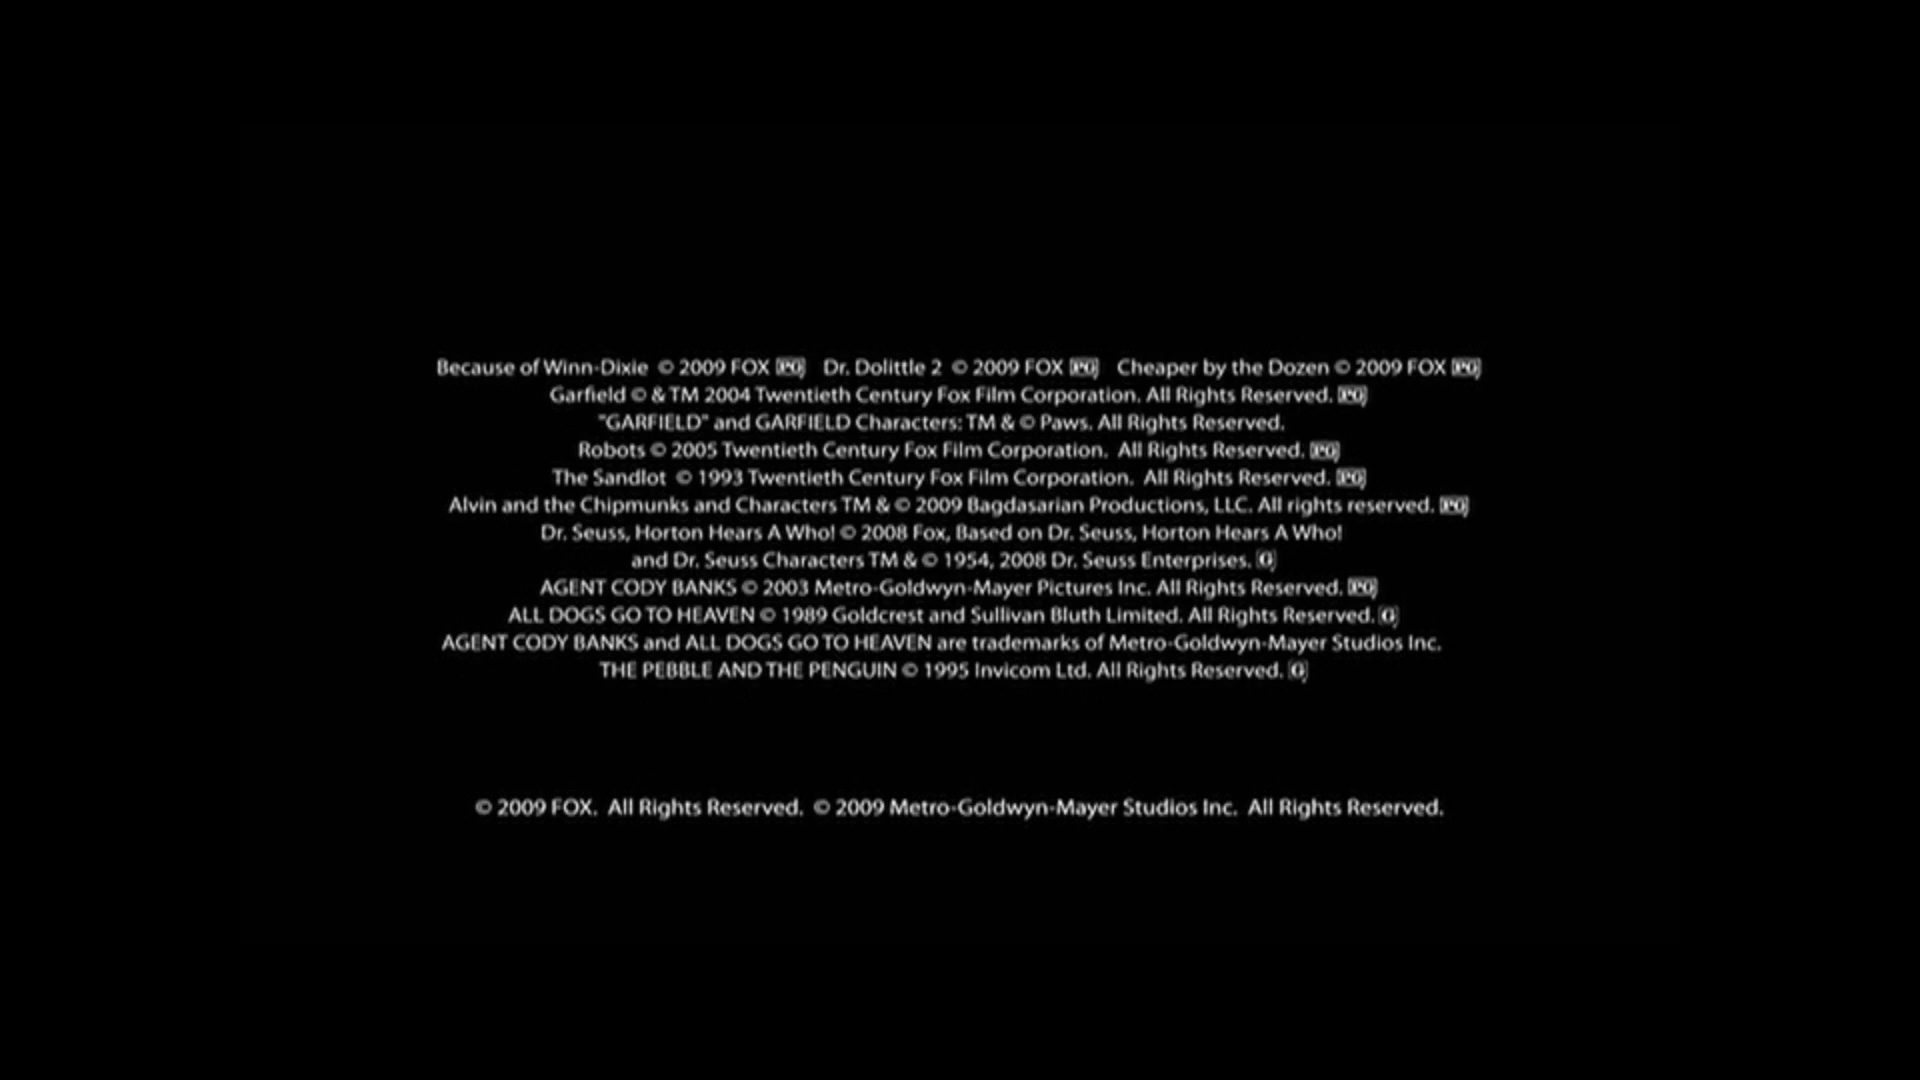 Because of Winn-Dixie © 2009 FOX PG Dr. Dolittle 2 © 2009 FOX PG Cheaper by the Dozen © 2009 FOX PG
Garfield © & TM 2004 Twentieth Century Fox Film Corporation. All Rights Reserved. PG
"GARFIELD" and GARFIELD Characters: TM & © Paws. All Rights Reserved.
Robots © 2005 Twentieth Century Fox Film Corporation. All Rights Reserved. PG
The Sandlot © 1993 Twentieth Century Fox Film Corporation. All Rights Reserved. PG
Alvin and the Chipmunks and Characters TM & © 2009 Bagdasarian Productions, LLC. All rights reserved. PG
Dr. Seuss, Horton Hears A Who! © 2008 Fox, Based on Dr. Seuss, Horton Hears A Who!
and Dr. Seuss Characters TM & © 1954, 2008 Dr. Seuss Enterprises. G
AGENT CODY BANKS © 2003 Metro-Goldwyn-Mayer Pictures Inc. All Rights Reserved. PG
ALL DOGS GO TO HEAVEN © 1989 Goldcrest and Sullivan Bluth Limited. All Rights Reserved. G
AGENT CODY BANKS and ALL DOGS GO TO HEAVEN are trademarks of Metro-Goldwyn-Mayer Studios Inc.
THE PEBBLE AND THE PENGUIN © 1995 Invicom Ltd. All Rights Reserved. G
© 2009 FOX. All Rights Reserved. © 2009 Metro-Goldwyn-Mayer Studios Inc. All Rights Reserved.